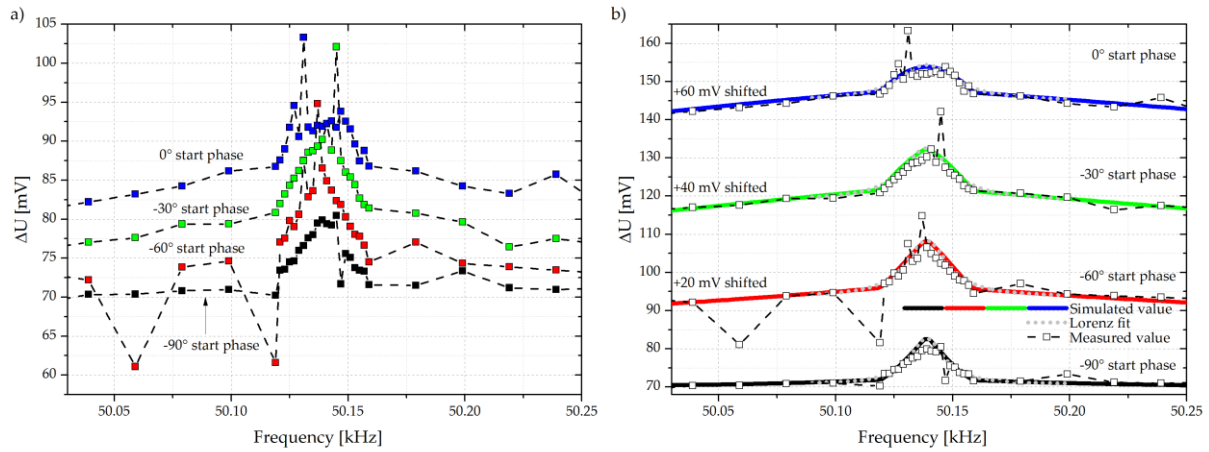 a)
105
100
95
90
85
80
75
70
65
60
ΔU [mV]
0° start phase
-30° start phase
-60° start phase
-90° start phase
50.05
50.10
50.15
50.20
50.25
Frequency [kHz]
b)
160
150
140
130
120
110
100
90
80
70
ΔU [mV]
0° start phase
+60 mV shifted
-30° start phase
+40 mV shifted
-60° start phase
+20 mV shifted
Simulated value
Lorenz fit
Measured value
-90° start phase
50.05
50.10
50.15
50.20
50.25
Frequency [kHz]